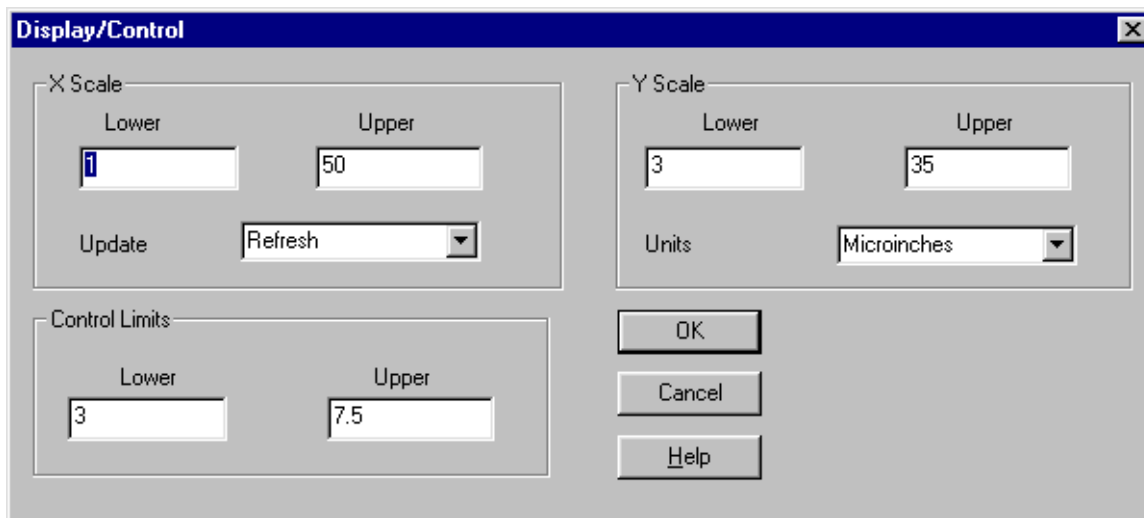 Display/Control
X Scale
Lower Upper
1 50
Update Refresh
Y Scale
Lower Upper
3 35
Units Microinches
Control Limits
Lower Upper
3 7.5
OK
Cancel
Help